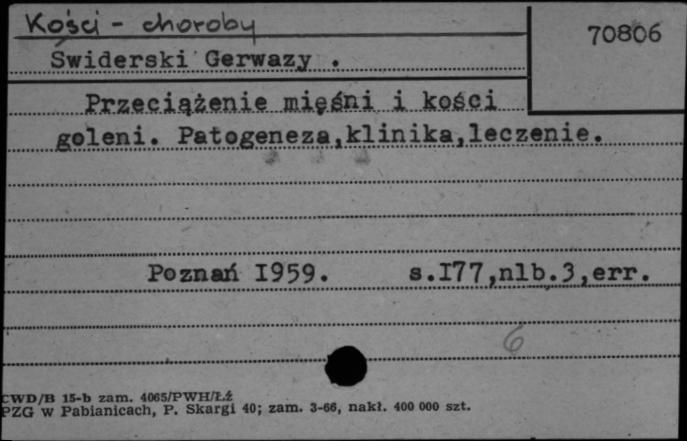 Kości - choroby
70806
Świderski Gerwazy .
Przeciążenie mięśni i kości
goleni. Patogeneza,klinika,leczenie.
Poznań I959. s.I77,nlb.3,err.
6
CWD/B 15-b zam. 4065/PWH/Łź
PZG w Pabianicach, P. Skargi 40; zam. 3-66, nakł. 400 000 szt.